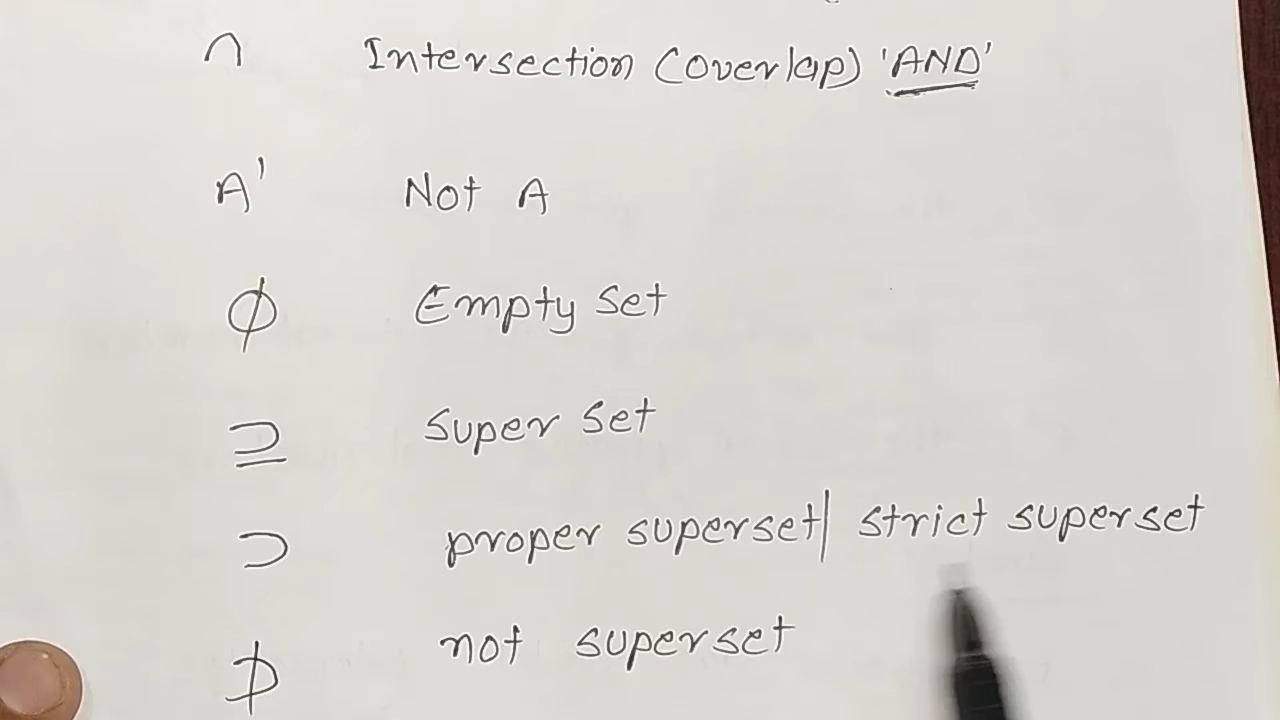 ∩ Intersection (overlap) 'AND'
A' Not A
φ Empty set
⊇ super set
⊃ proper superset| strict superset
⊅ not superset